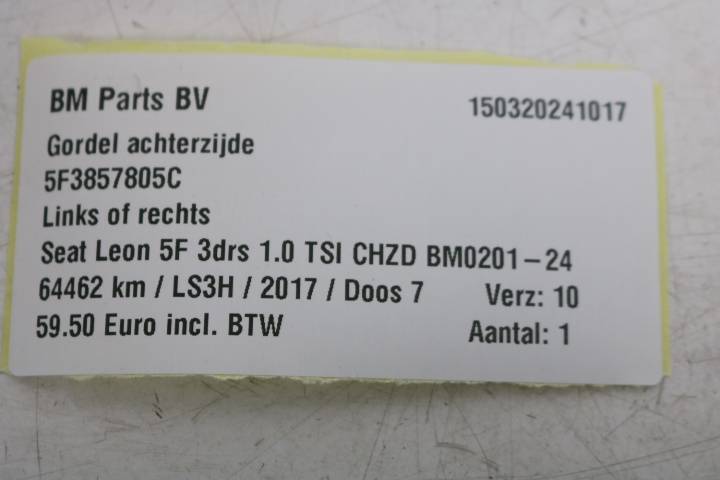 BM Parts BV 150320241017
Gordel achterzijde
5F3857805C
Links of rechts
Seat Leon 5F 3drs 1.0 TSI CHZD BM0201-24
64462 km / LS3H / 2017 / Doos 7 Verz: 10
59.50 Euro incl. BTW Aantal: 1